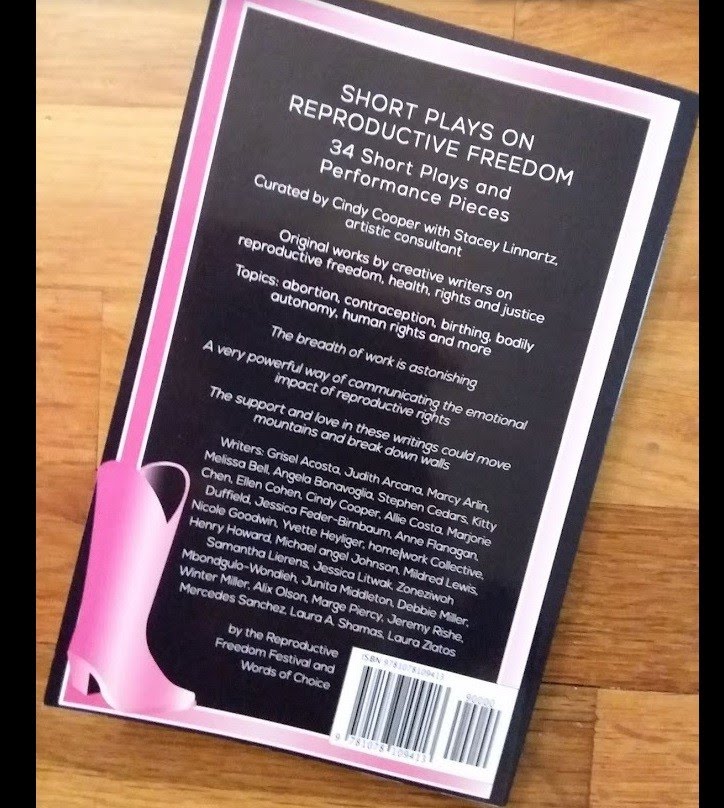 SHORT PLAYS ON
REPRODUCTIVE FREEDOM
34 Short Plays and
Performance Pieces
Curated by Cindy Cooper with Stacey Linnartz,
artistic consultant
Original works by creative writers on
reproductive freedom, health, rights and justice
Topics: abortion, contraception, birthing, bodily
autonomy, human rights and more
The breadth of work is astonishing
A very powerful way of communicating the emotional
impact of reproductive rights
The support and love in these writings could move
mountains and break down walls
Writers: Grisel Acosta, Judith Arcana, Marcy Arlin,
Melissa Bell, Angela Bonavoglia, Stephen Cedars, Kitty
Chen, Ellen Cohen, Cindy Cooper, Allie Costa, Marjorie
Duffield, Jessica Feder-Birnbaum, Anne Flanagan,
Nicole Goodwin, Yvette Heyliger, home|work Collective,
Henry Howard, Michael angel Johnson, Mildred Lewis,
Samantha Lierens, Jessica Litwak, Zoneziwoh
Mbondgulo-Wondieh, Junita Middleton, Debbie Miller,
Winter Miller, Alix Olson, Marge Piercy, Jeremy Rishe,
Mercedes Sanchez, Laura A. Shamas, Laura Zlatos
by the Reproductive
Freedom Festival and
Words of Choice
ISBN 9781078109413
90000
9 781078 109413